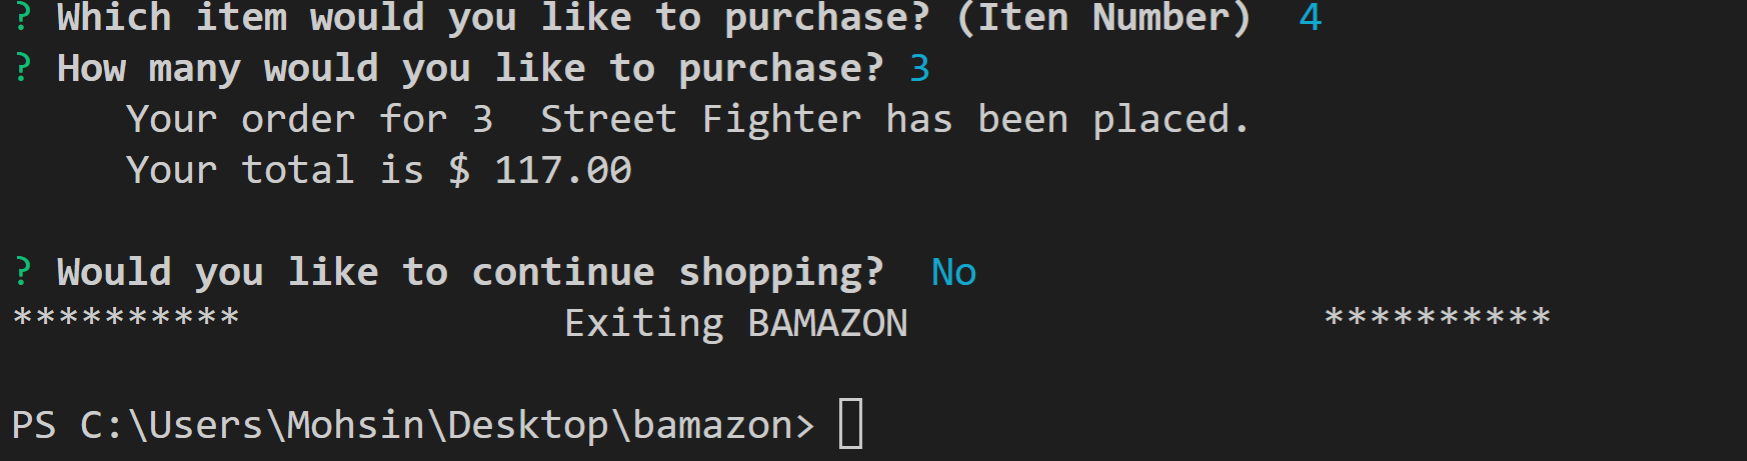 ? Which item would you like to purchase? (Iten Number)  4
? How many would you like to purchase? 3
     Your order for 3  Street Fighter has been placed.
     Your total is $ 117.00
? Would you like to continue shopping?  No
**********              Exiting BAMAZON                  **********
PS C:\Users\Mohsin\Desktop\bamazon>